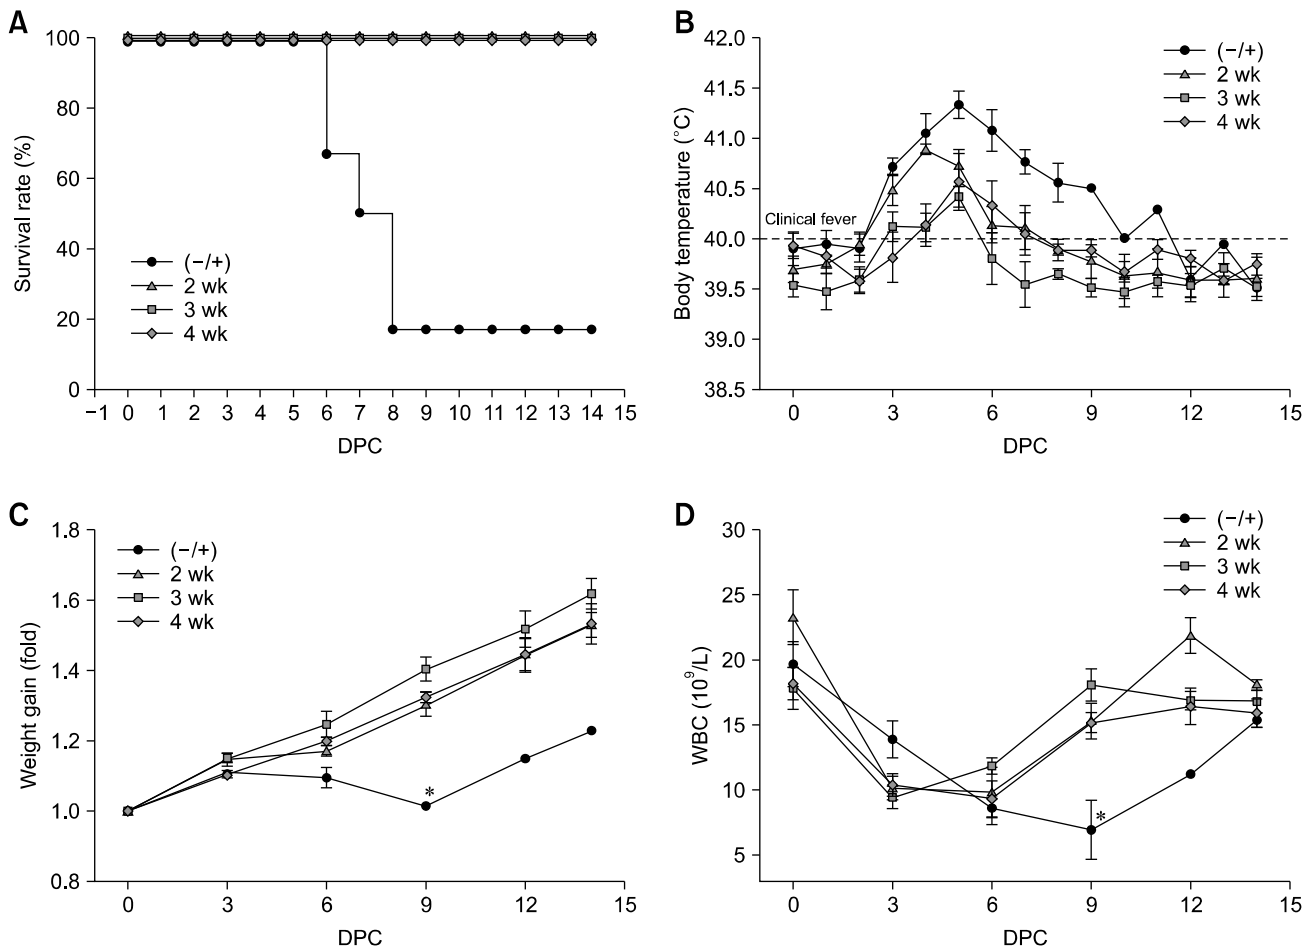 A
Survival rate (%)
100
80
60
40
20
0
(−/+)
2 wk
3 wk
4 wk
−1 0 1 2 3 4 5 6 7 8 9 10 11 12 13 14 15
DPC
B
Body temperature (°C)
42.0
41.5
41.0
40.5
40.0
39.5
39.0
38.5
(−/+)
2 wk
3 wk
4 wk
Clinical fever
0 3 6 9 12 15
DPC
C
Weight gain (fold)
1.8
1.6
1.4
1.2
1.0
0.8
(−/+)
2 wk
3 wk
4 wk
*
0 3 6 9 12 15
DPC
D
WBC (10⁹/L)
30
25
20
15
10
5
(−/+)
2 wk
3 wk
4 wk
*
0 3 6 9 12 15
DPC